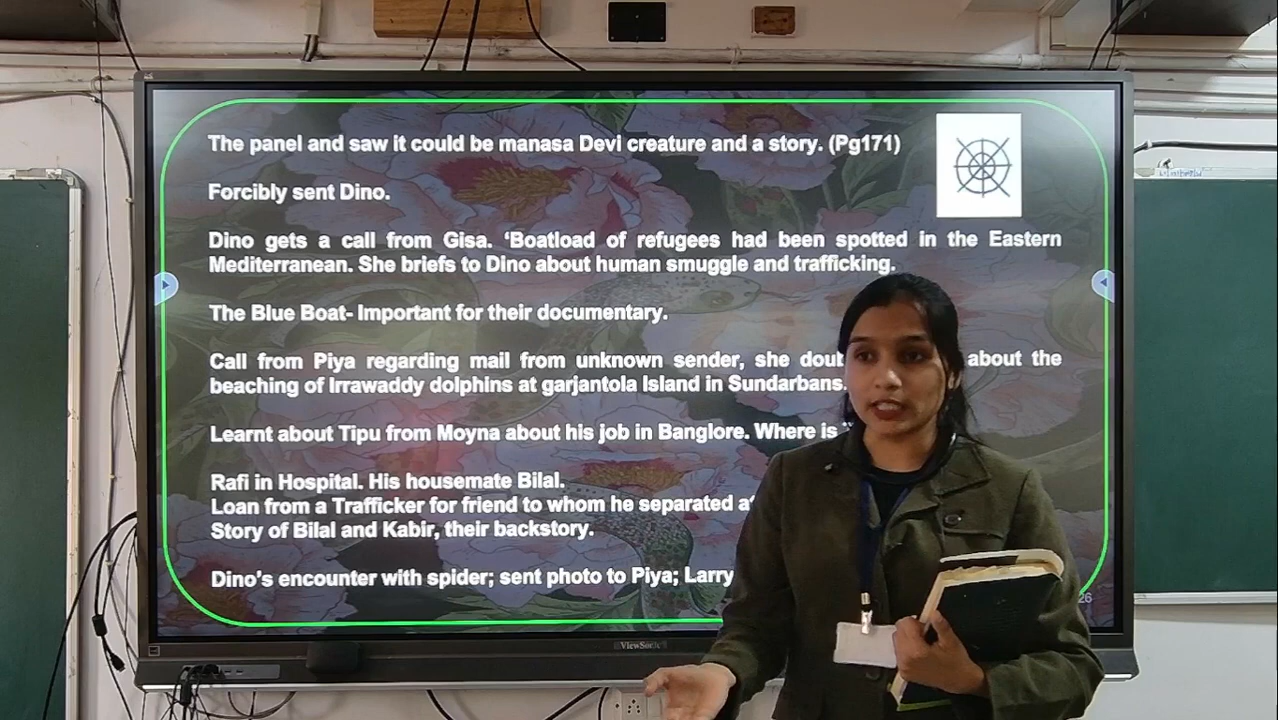 The panel and saw it could be manasa Devi creature and a story. (Pg171)
Forcibly sent Dino.
Dino gets a call from Gisa. ‘Boatload of refugees had been spotted in the Eastern
Mediterranean. She briefs to Dino about human smuggle and trafficking.
The Blue Boat- Important for their documentary.
Call from Piya regarding mail from unknown sender, she about the
beaching of Irrawaddy dolphins at garjantola Island in Sundarbans.
Learnt about Tipu from Moyna about his job in Banglore. Where is
Rafi in Hospital. His housemate Bilal.
Loan from a Trafficker for friend to whom he separated
Story of Bilal and Kabir, their backstory.
Dino’s encounter with spider; sent photo to Piya; Larry
26
ViewSonic